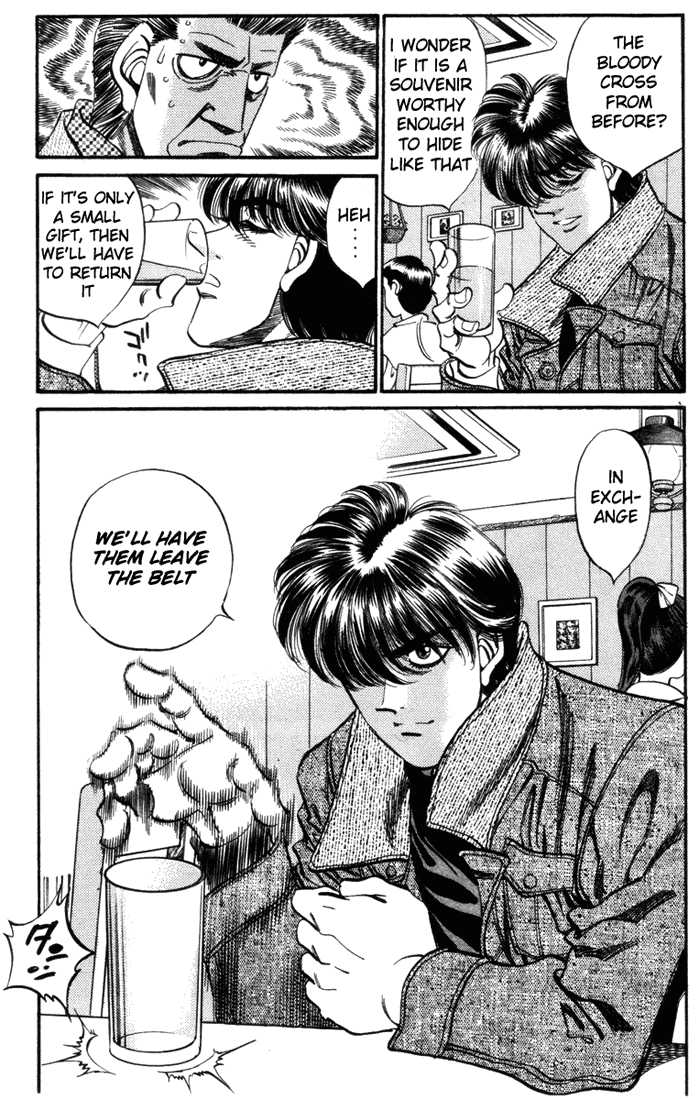 THE
BLOODY
CROSS
FROM
BEFORE?
I WONDER
IF IT IS A
SOUVENIR
WORTHY
ENOUGH
TO HIDE
LIKE THAT
HEH
....
IF IT'S ONLY
A SMALL
GIFT, THEN
WE'LL HAVE
TO RETURN
IT
IN
EXCH-
ANGE
WE'LL HAVE
THEM LEAVE
THE BELT